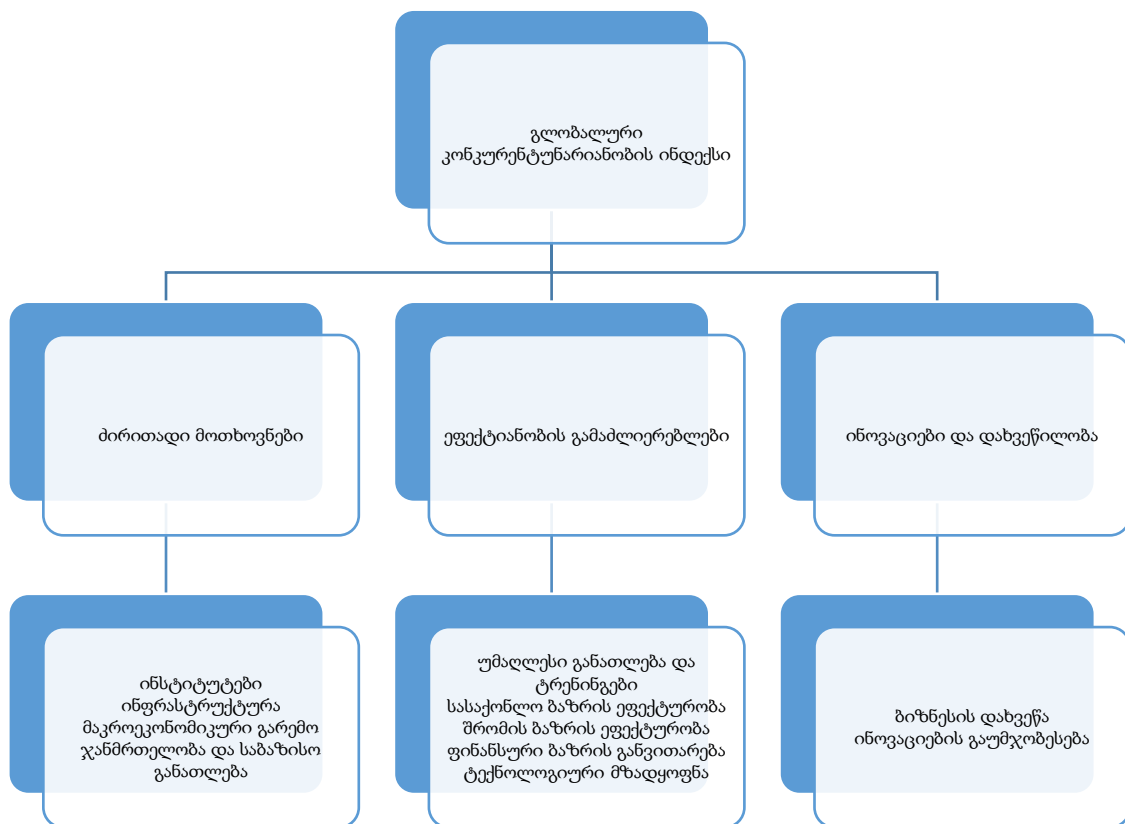 გლობალური
კონკურენტუნარიანობის ინდექსი
ძირითადი მოთხოვნები
ეფექტიანობის გამაძლიერებლები
ინოვაციები და დახვეწილობა
ინსტიტუტები
ინფრასტრუქტურა
მაკროეკონომიკური გარემო
ჯანმრთელობა და საბაზისო
განათლება
უმაღლესი განათლება და
ტრენინგები
სასაქონლო ბაზრის ეფექტურობა
შრომის ბაზრის ეფექტურობა
ფინანსური ბაზრის განვითარება
ტექნოლოგიური მზადყოფნა
ბიზნესის დახვეწა
ინოვაციების გაუმჯობესება